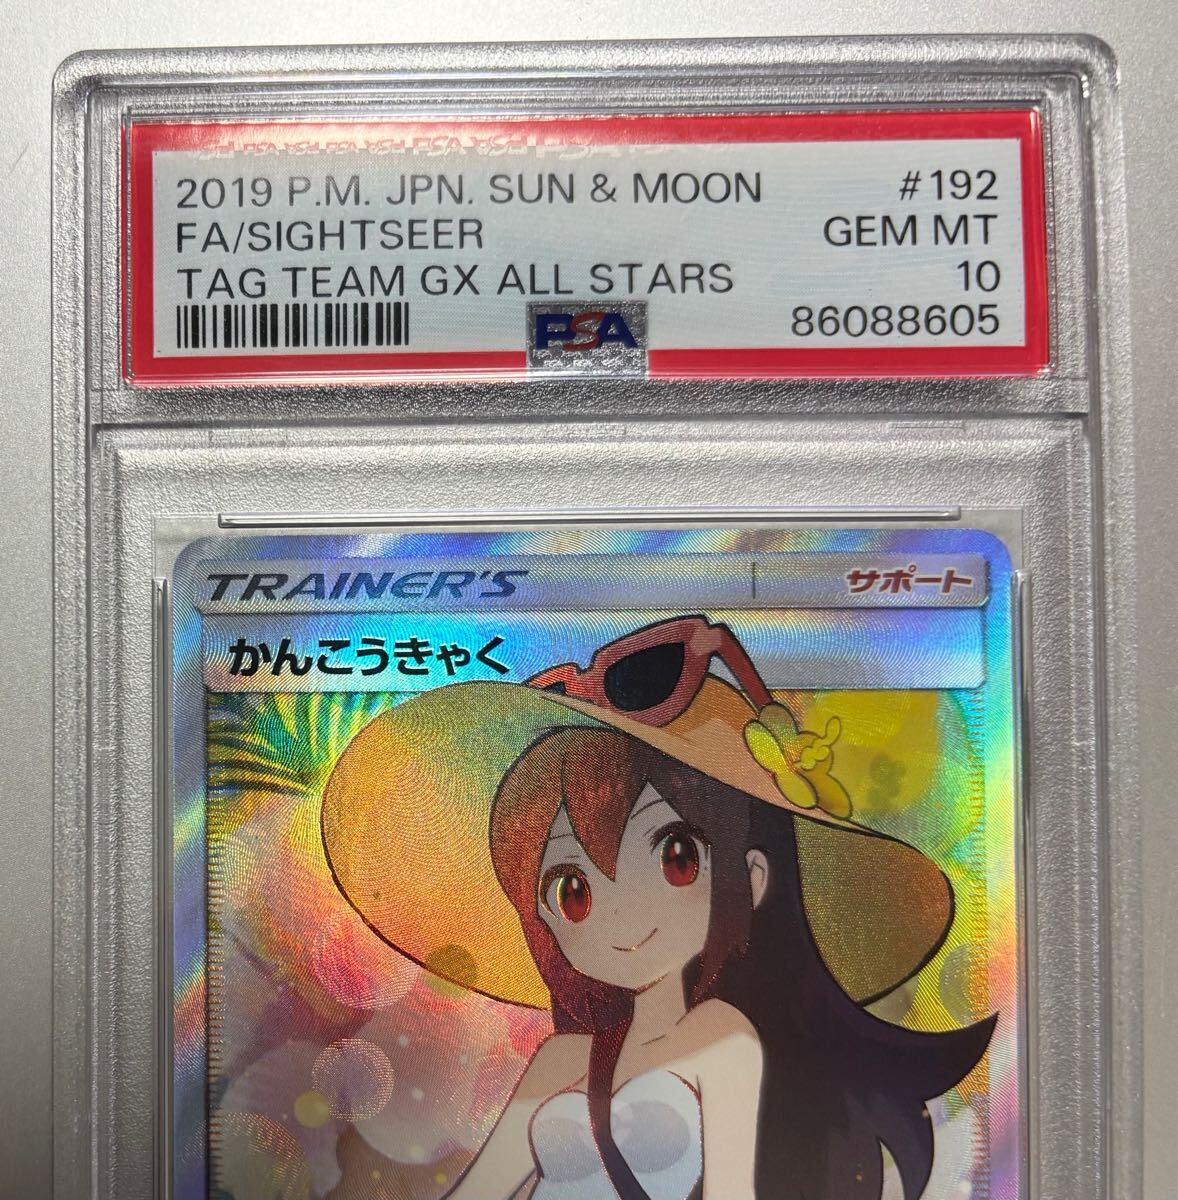 2019 P.M. JPN. SUN & MOON #192
FA/SIGHTSEER GEM MT
TAG TEAM GX ALL STARS 10
PSA 86088605
TRAINER'S サポート
かんこうきゃく